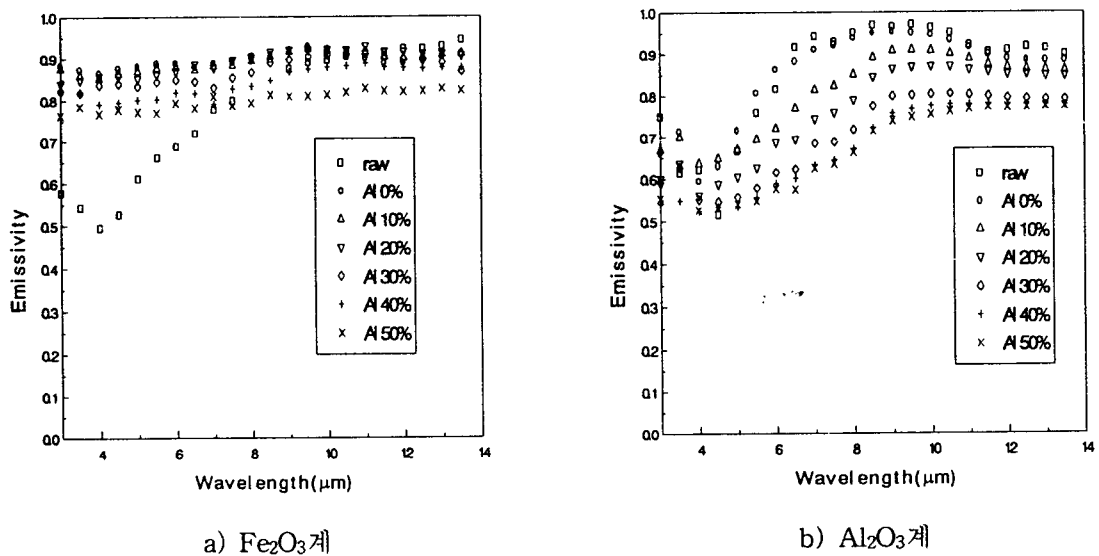 1.0
0.9
0.8
0.7
0.6
0.5
0.4
0.3
0.2
0.1
0.0
Emissivity
4 6 8 10 12 14
Wavelength(μm)
raw
Al 0%
Al 10%
Al 20%
Al 30%
Al 40%
Al 50%
a) Fe₂O₃계
1.0
0.9
0.8
0.7
0.6
0.5
0.4
0.3
0.2
0.1
0.0
Emissivity
4 6 8 10 12 14
Wavelength(μm)
raw
Al 0%
Al 10%
Al 20%
Al 30%
Al 40%
Al 50%
b) Al₂O₃계